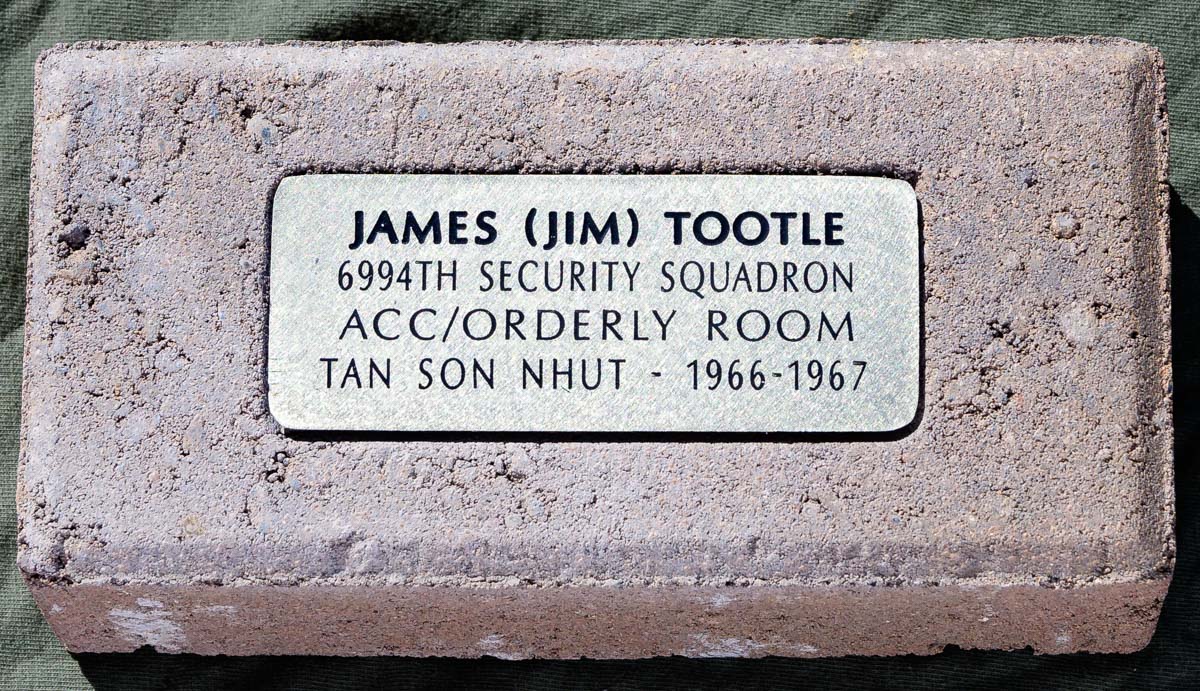 JAMES (JIM) TOOTLE
6994TH SECURITY SQUADRON
ACC/ORDERLY ROOM
TAN SON NHUT - 1966-1967